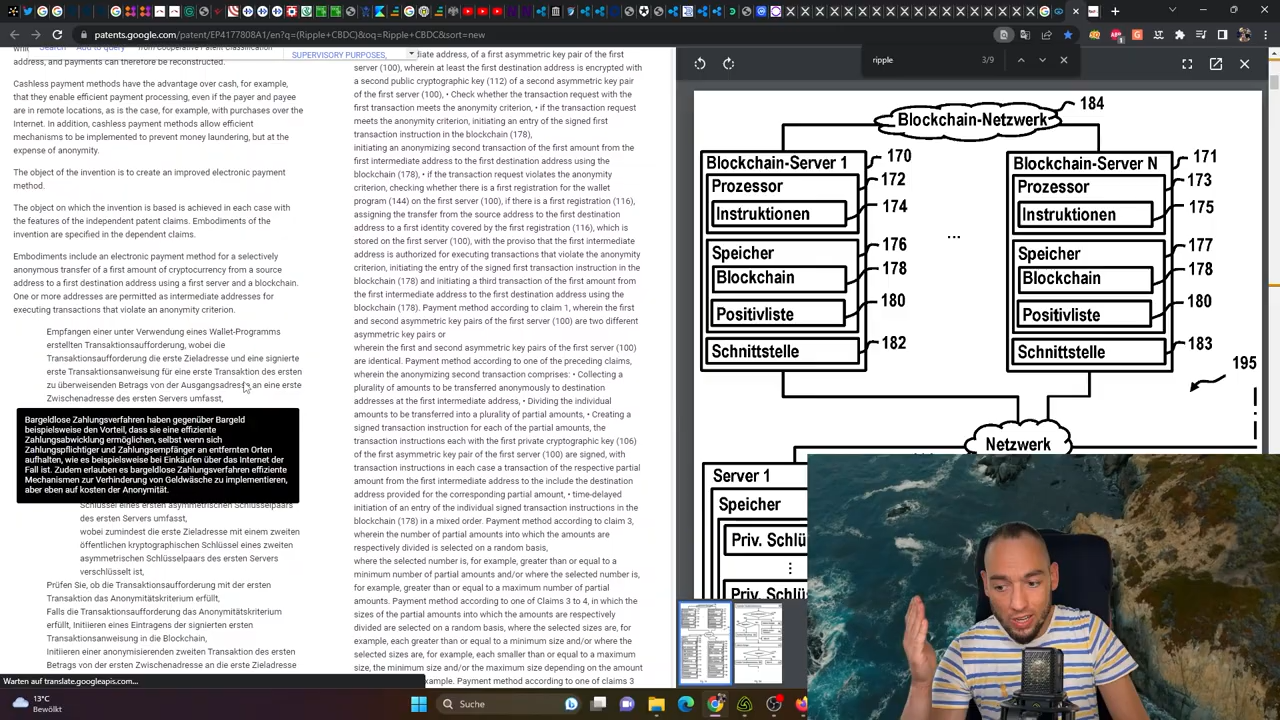 patents.google.com/patent/EP4177808A1/en?q=(Ripple+CBDC)&oq=Ripple+CBDC&sort=new
ripple
3/9
SUPERVISORY PURPOSES,
address, and payments can therefore be reconstructed.
Cashless payment methods have the advantage over cash, for example,
that they enable efficient payment processing, even if the payer and payee
are in remote locations, as is the case, for example, with purchases over the
Internet. In addition, cashless payment methods allow efficient
mechanisms to be implemented to prevent money laundering, but at the
expense of anonymity.
The object of the invention is to create an improved electronic payment
method.
The object on which the invention is based is achieved in each case with
the features of the independent patent claims. Embodiments of the
invention are specified in the dependent claims.
Embodiments include an electronic payment method for a selectively
anonymous transfer of a first amount of cryptocurrency from a source
address to a first destination address using a first server and a blockchain.
One or more addresses are permitted as intermediate addresses for
executing transactions that violate an anonymity criterion.
Empfangen einer unter Verwendung eines Wallet-Programms
erstellten Transaktionsaufforderung, wobei die
Transaktionsaufforderung die erste Zieladresse und eine signierte
erste Transaktionsanweisung für eine erste Transaktion des ersten
zu überweisenden Betrags von der Ausgangsadresse an eine erste
Zwischenadresse des ersten Servers umfasst,
Bargeldlose Zahlungsverfahren haben gegenüber Bargeld
beispielsweise den Vorteil, dass sie eine effiziente
Zahlungsabwicklung ermöglichen, selbst wenn sich
Zahlungspflichtiger und Zahlungsempfänger an entfernten Orten
aufhalten, wie es beispielsweise bei Einkäufen über das Internet der
Fall ist. Zudem erlauben es bargeldlose Zahlungsverfahren effiziente
Mechanismen zur Verhinderung von Geldwäsche zu implementieren,
aber eben auf kosten der Anonymität.
Schlüssel eines ersten asymmetrischen Schlüsselpaars
des ersten Servers umfasst,
wobei zumindest die erste Zieladresse mit einem zweiten
öffentlichen kryptographischen Schlüssel eines zweiten
asymmetrischen Schlüsselpaars des ersten Servers
verschlüsselt ist,
Prüfen Sie, ob die Transaktionsaufforderung mit der ersten
Transaktion das Anonymitätskriterium erfüllt,
Falls die Transaktionsaufforderung das Anonymitätskriterium
erfüllt, Initiieren eines Eintragens der signierten ersten
Transaktionsanweisung in die Blockchain,
Initiieren einer anonymisierenden zweiten Transaktion des ersten
Betrags von der ersten Zwischenadresse an die erste Zieladresse
Warten auf translate.googleapis.com...
iate address, of a first asymmetric key pair of the first
server (100), wherein at least the first destination address is encrypted with
a second public cryptographic key (112) of a second asymmetric key pair
of the first server (100), • Check whether the transaction request with the
first transaction meets the anonymity criterion, • if the transaction request
meets the anonymity criterion, initiating an entry of the signed first
transaction instruction in the blockchain (178),
initiating an anonymizing second transaction of the first amount from the
first intermediate address to the first destination address using the
blockchain (178), • if the transaction request violates the anonymity
criterion, checking whether there is a first registration for the wallet
program (144) on the first server (100), if there is a first registration (116),
assigning the transfer from the source address to the first destination
address to a first identity covered by the first registration (116), which is
stored on the first server (100), with the proviso that the first intermediate
address is authorized for executing transactions that violate the anonymity
criterion, initiating the entry of the signed first transaction instruction in the
blockchain (178) and initiating a third transaction of the first amount from
the first intermediate address to the first destination address using the
blockchain (178). Payment method according to claim 1, wherein the first
and second asymmetric key pairs of the first server (100) are two different
asymmetric key pairs or
wherein the first and second asymmetric key pairs of the first server (100)
are identical. Payment method according to one of the preceding claims,
wherein the anonymizing second transaction comprises: • Collecting a
plurality of amounts to be transferred anonymously to destination
addresses at the first intermediate address, • Dividing the individual
amounts to be transferred into a plurality of partial amounts, • Creating a
signed transaction instruction for each of the partial amounts, the
transaction instructions each with the first private cryptographic key (106)
of the first asymmetric key pair of the first server (100) are signed, with
transaction instructions in each case a transaction of the respective partial
amount from the first intermediate address to the include the destination
address provided for the corresponding partial amount, • time-delayed
initiation of an entry of the individual signed transaction instructions in the
blockchain (178) in a mixed order. Payment method according to claim 3,
wherein the number of partial amounts into which the amounts are
respectively divided is selected on a random basis,
where the selected number is, for example, greater than or equal to a
minimum number of partial amounts and/or where the selected number is,
for example, greater than or equal to a maximum number of partial
amounts. Payment method according to one of Claims 3 to 4, in which the
sizes of the partial amounts into which the amounts are
respectively divided are selected on a random basis, where the
selected sizes are, for example, greater than or equal to a minimum size and/or where the
selected sizes are, for example, each smaller than or equal to a maximum
size, the minimum size and/or the maximum size depending on the amount
xample. Payment method according to one of claims 3
Blockchain-Netzwerk
184
Blockchain-Server 1
170
Prozessor
172
Instruktionen
174
Speicher
176
Blockchain
178
Positivliste
180
Schnittstelle
182
...
Blockchain-Server N
171
Prozessor
173
Instruktionen
175
Speicher
177
Blockchain
178
Positivliste
180
Schnittstelle
183
195
Netzwerk
Server 1
Speicher
Priv. Schlü
Priv. Schlü
13°C
Bewölkt
Suche